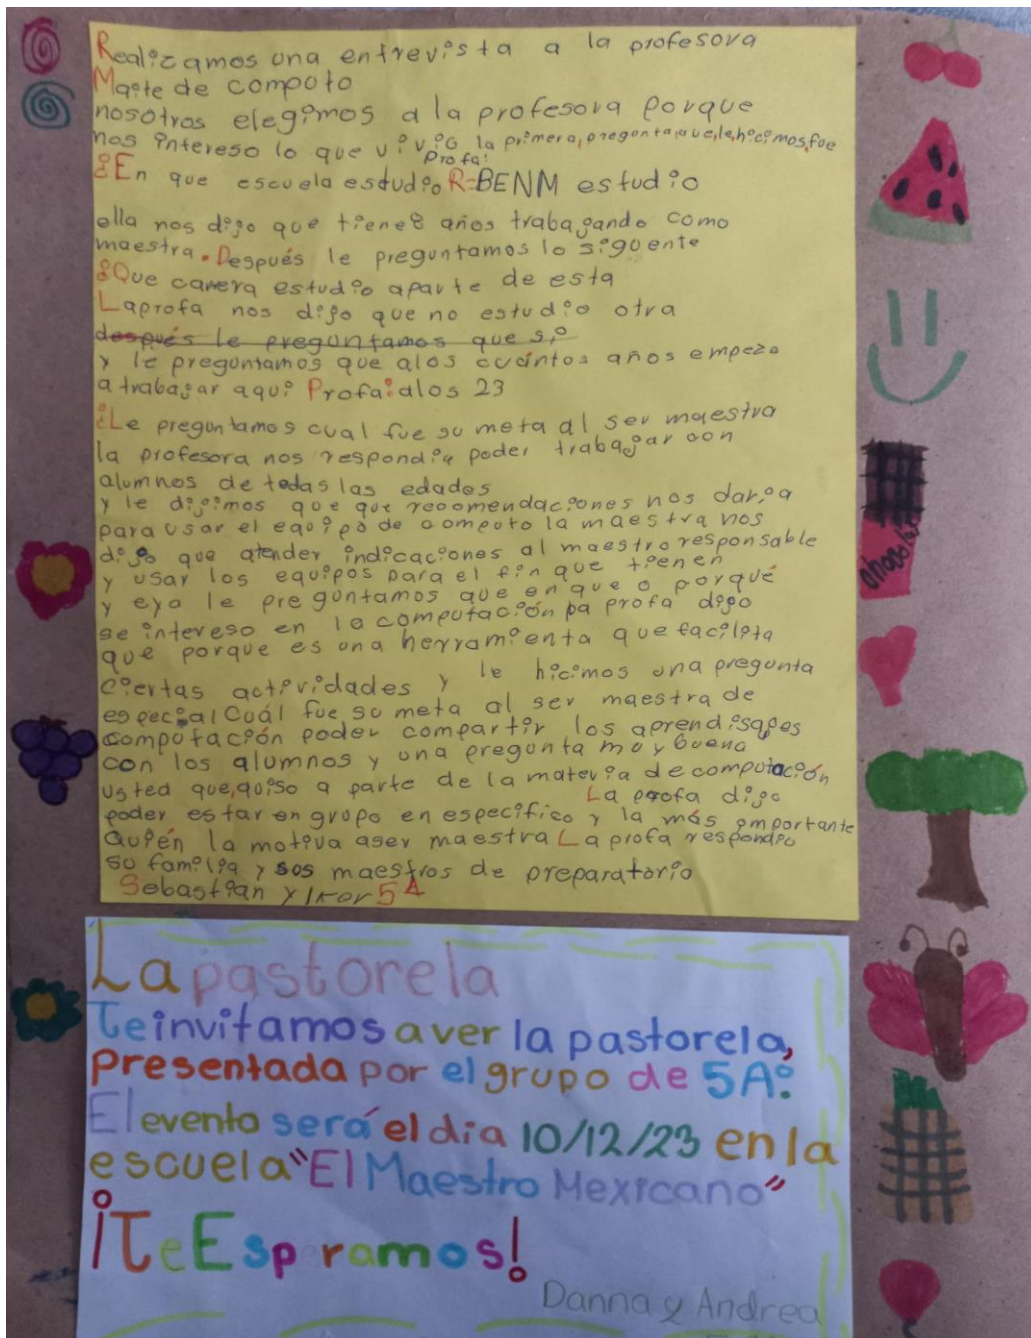 Realizamos una entrevista a la profesora
Maite de computo
nosotros elegimos a la profesora porque
nos intereso lo que vivio la primera, pregunta, que, le, hicimos, fue
¿En que escuela estudio Profa: R=BENM estudio
ella nos dijo que tiene 8 años trabagando como
maestra. Después le preguntamos lo siguente
¿Que carrera estudio aparte de esta
La profa nos dijo que no estudio otra
después le preguntamos que si
y le preguntamos que alos cuántos años empezo
a trabajar aqui Profa: alos 23
¿Le preguntamos cual fue su meta al ser maestra
la profesora nos respondia poder trabagar con
alumnos de todas las edades
y le dijimos que que recomendaciones nos daria
para usar el equipo de computo la maestra nos
dijo que atender indicaciones al maestro responsable
y usar los equipos para el fin que tienen
y eya le preguntamos que en que o porqué
se intereso en la computación pa profa digo
que porque es una herramienta que facilita
ciertas actividades y le hicimos una pregunta
especial Cuál fue su meta al ser maestra de
computación poder compartir los aprendisajes
con los alumnos y una pregunta muy buena
usted que, quiso a parte de la materia de computación
La profa dijo
poder estar en grupo en especifico y la más importante
Quién la motiva aser maestra La profa respondio
su familia y sos maestros de preparatorio
Sebastian y Iker 5A
La pastorela
Te invitamos a ver la pastorela,
presentada por el grupo de 5A:
El evento será el dia 10/12/23 en la
escuela "El Maestro Mexicano"
¡Te Esperamos!
Danna y Andrea